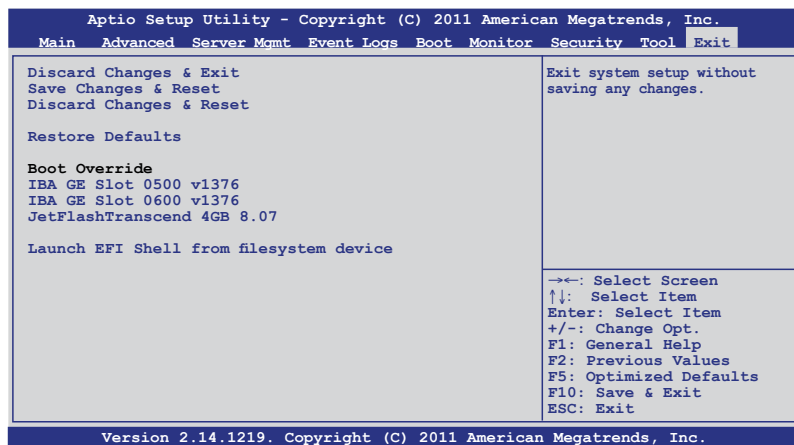 Aptio Setup Utility - Copyright (C) 2011 American Megatrends, Inc.
Main Advanced Server Mgmt Event Logs Boot Monitor Security Tool Exit
Discard Changes & Exit
Save Changes & Reset
Discard Changes & Reset
Restore Defaults
Boot Override
IBA GE Slot 0500 v1376
IBA GE Slot 0600 v1376
JetFlashTranscend 4GB 8.07
Launch EFI Shell from filesystem device
Exit system setup without
saving any changes.
→←: Select Screen
↑↓: Select Item
Enter: Select Item
+/-: Change Opt.
F1: General Help
F2: Previous Values
F5: Optimized Defaults
F10: Save & Exit
ESC: Exit
Version 2.14.1219. Copyright (C) 2011 American Megatrends, Inc.